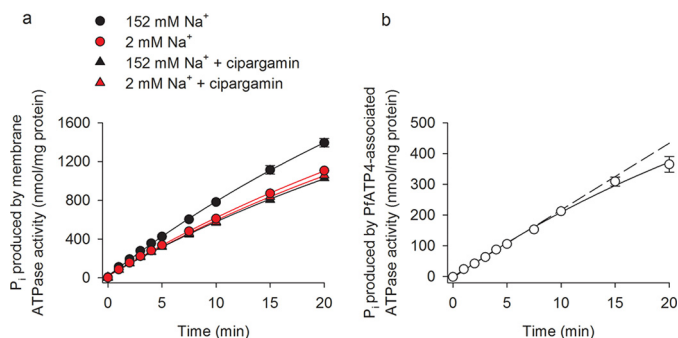 a
152 mM Na⁺
2 mM Na⁺
152 mM Na⁺ + cipargamin
2 mM Na⁺ + cipargamin
Pᵢ produced by membrane
ATPase activity (nmol/mg protein)
1600
1200
800
400
0
0 5 10 15 20
Time (min)
b
Pᵢ produced by PfATP4-associated
ATPase activity (nmol/mg protein)
500
400
300
200
100
0
0 5 10 15 20
Time (min)